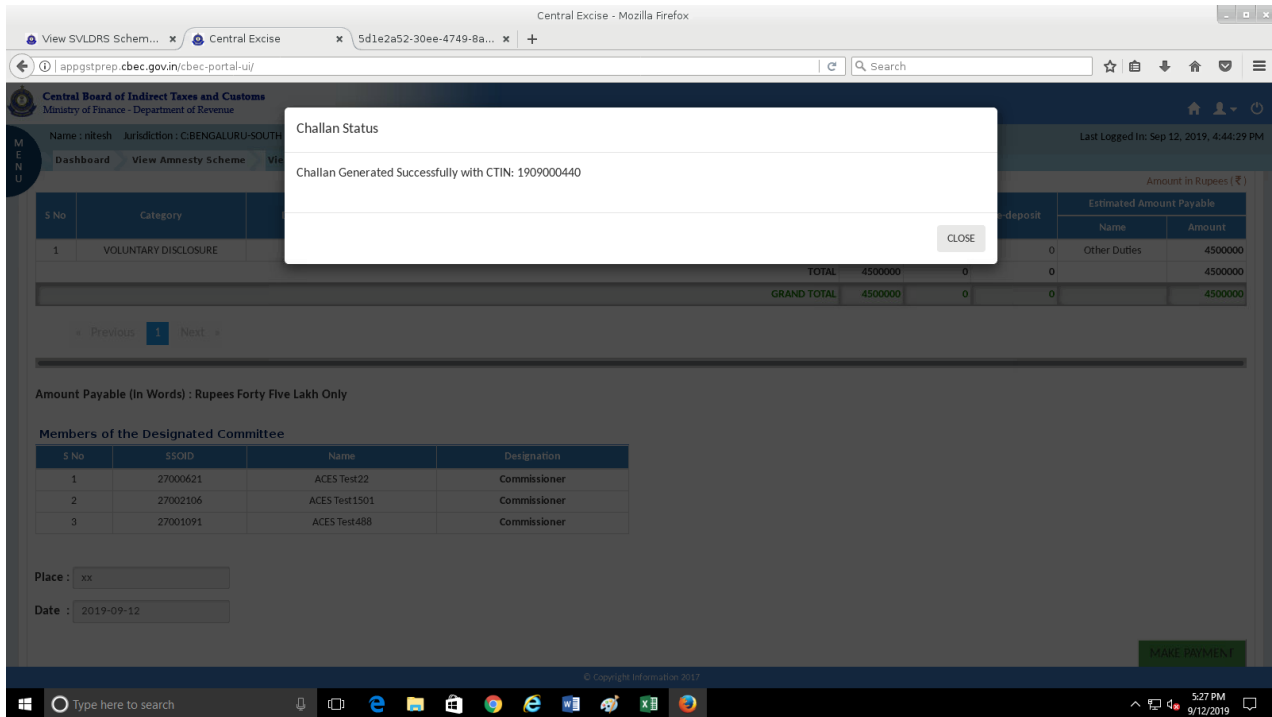 Central Excise - Mozilla Firefox
View SVLDRS Schem... Central Excise 5d1e2a52-30ee-4749-8a...
appgstprep.cbec.gov.in/cbec-portal-ui/ Search
Central Board of Indirect Taxes and Customs
Ministry of Finance - Department of Revenue
Name : nitesh Jurisdiction : C:BENGALURU-SOUTH Last Logged In: Sep 12, 2019, 4:44:29 PM
MENU
Dashboard View Amnesty Scheme Vie
Challan Status
Challan Generated Successfully with CTIN: 1909000440
CLOSE
Amount in Rupees (₹)
S No Category e-deposit Estimated Amount Payable
Name Amount
1 VOLUNTARY DISCLOSURE 0 Other Duties 4500000
TOTAL 4500000 0 0 4500000
GRAND TOTAL 4500000 0 0 4500000
« Previous 1 Next »
Amount Payable (In Words) : Rupees Forty Five Lakh Only
Members of the Designated Committee
S No SSOID Name Designation
1 27000621 ACES Test22 Commissioner
2 27002106 ACES Test1501 Commissioner
3 27001091 ACES Test488 Commissioner
Place : xx
Date : 2019-09-12
MAKE PAYMENT
© Copyright Information 2017
Type here to search
5:27 PM
9/12/2019